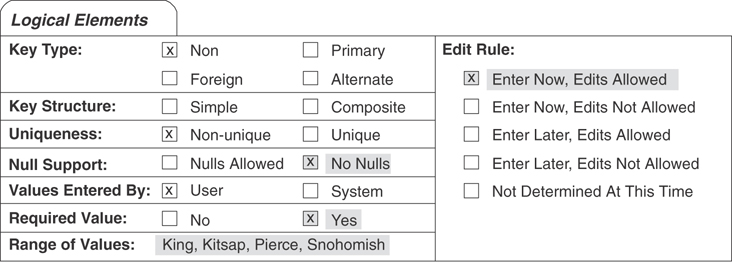 Logical Elements
Key Type: x Non Primary
Foreign Alternate
Key Structure: Simple Composite
Uniqueness: x Non-unique Unique
Null Support: Nulls Allowed x No Nulls
Values Entered By: x User System
Required Value: No x Yes
Range of Values: King, Kitsap, Pierce, Snohomish
Edit Rule:
x Enter Now, Edits Allowed
Enter Now, Edits Not Allowed
Enter Later, Edits Allowed
Enter Later, Edits Not Allowed
Not Determined At This Time